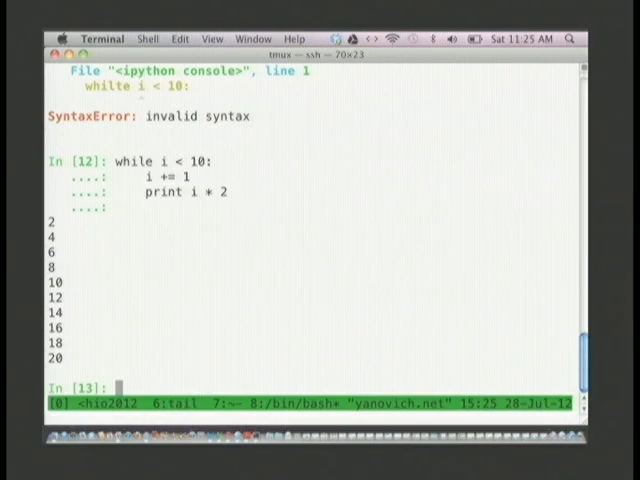 Terminal Shell Edit View Window Help Sat 11:25 AM
tmux — ssh — 70×23
File "<ipython console>", line 1
whilte i < 10:
^
SyntaxError: invalid syntax
In [12]: while i < 10:
....: i += 1
....: print i * 2
....:
2
4
6
8
10
12
14
16
18
20
In [13]:
[0] <hio2012 6:tail 7:~- 8:/bin/bash* "yanovich.net" 15:25 28-Jul-12